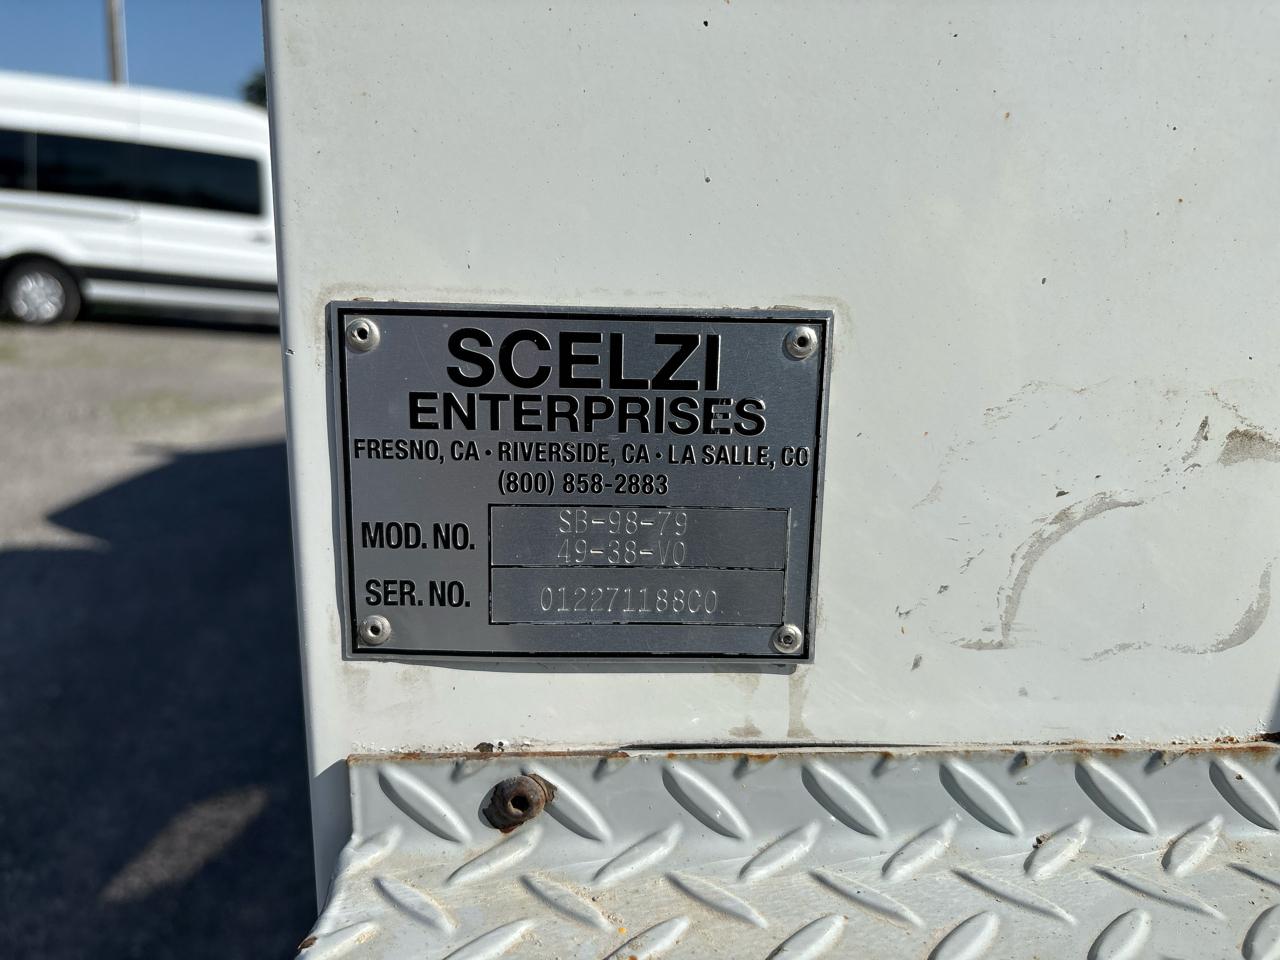 SCELZI
ENTERPRISES
FRESNO, CA · RIVERSIDE, CA · LA SALLE, CO
(800) 858-2883
MOD. NO. SB-98-79
49-38-VO
SER. NO. 012271188CO